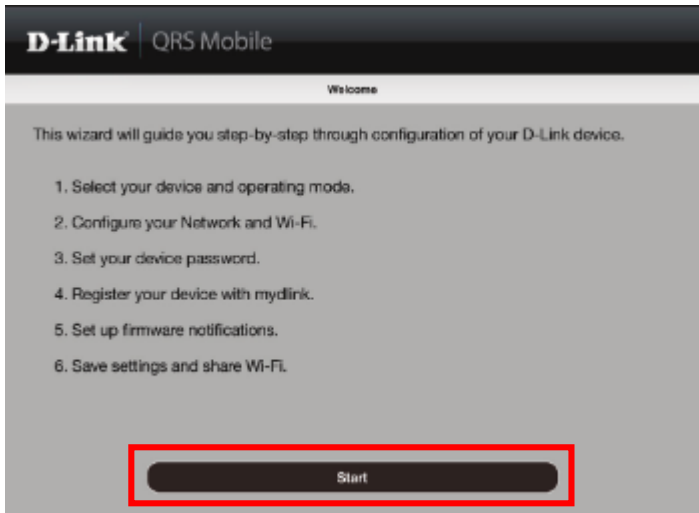 D-Link QRS Mobile
Welcome
This wizard will guide you step-by-step through configuration of your D-Link device.
1. Select your device and operating mode.
2. Configure your Network and Wi-Fi.
3. Set your device password.
4. Register your device with mydlink.
5. Set up firmware notifications.
6. Save settings and share Wi-Fi.
Start